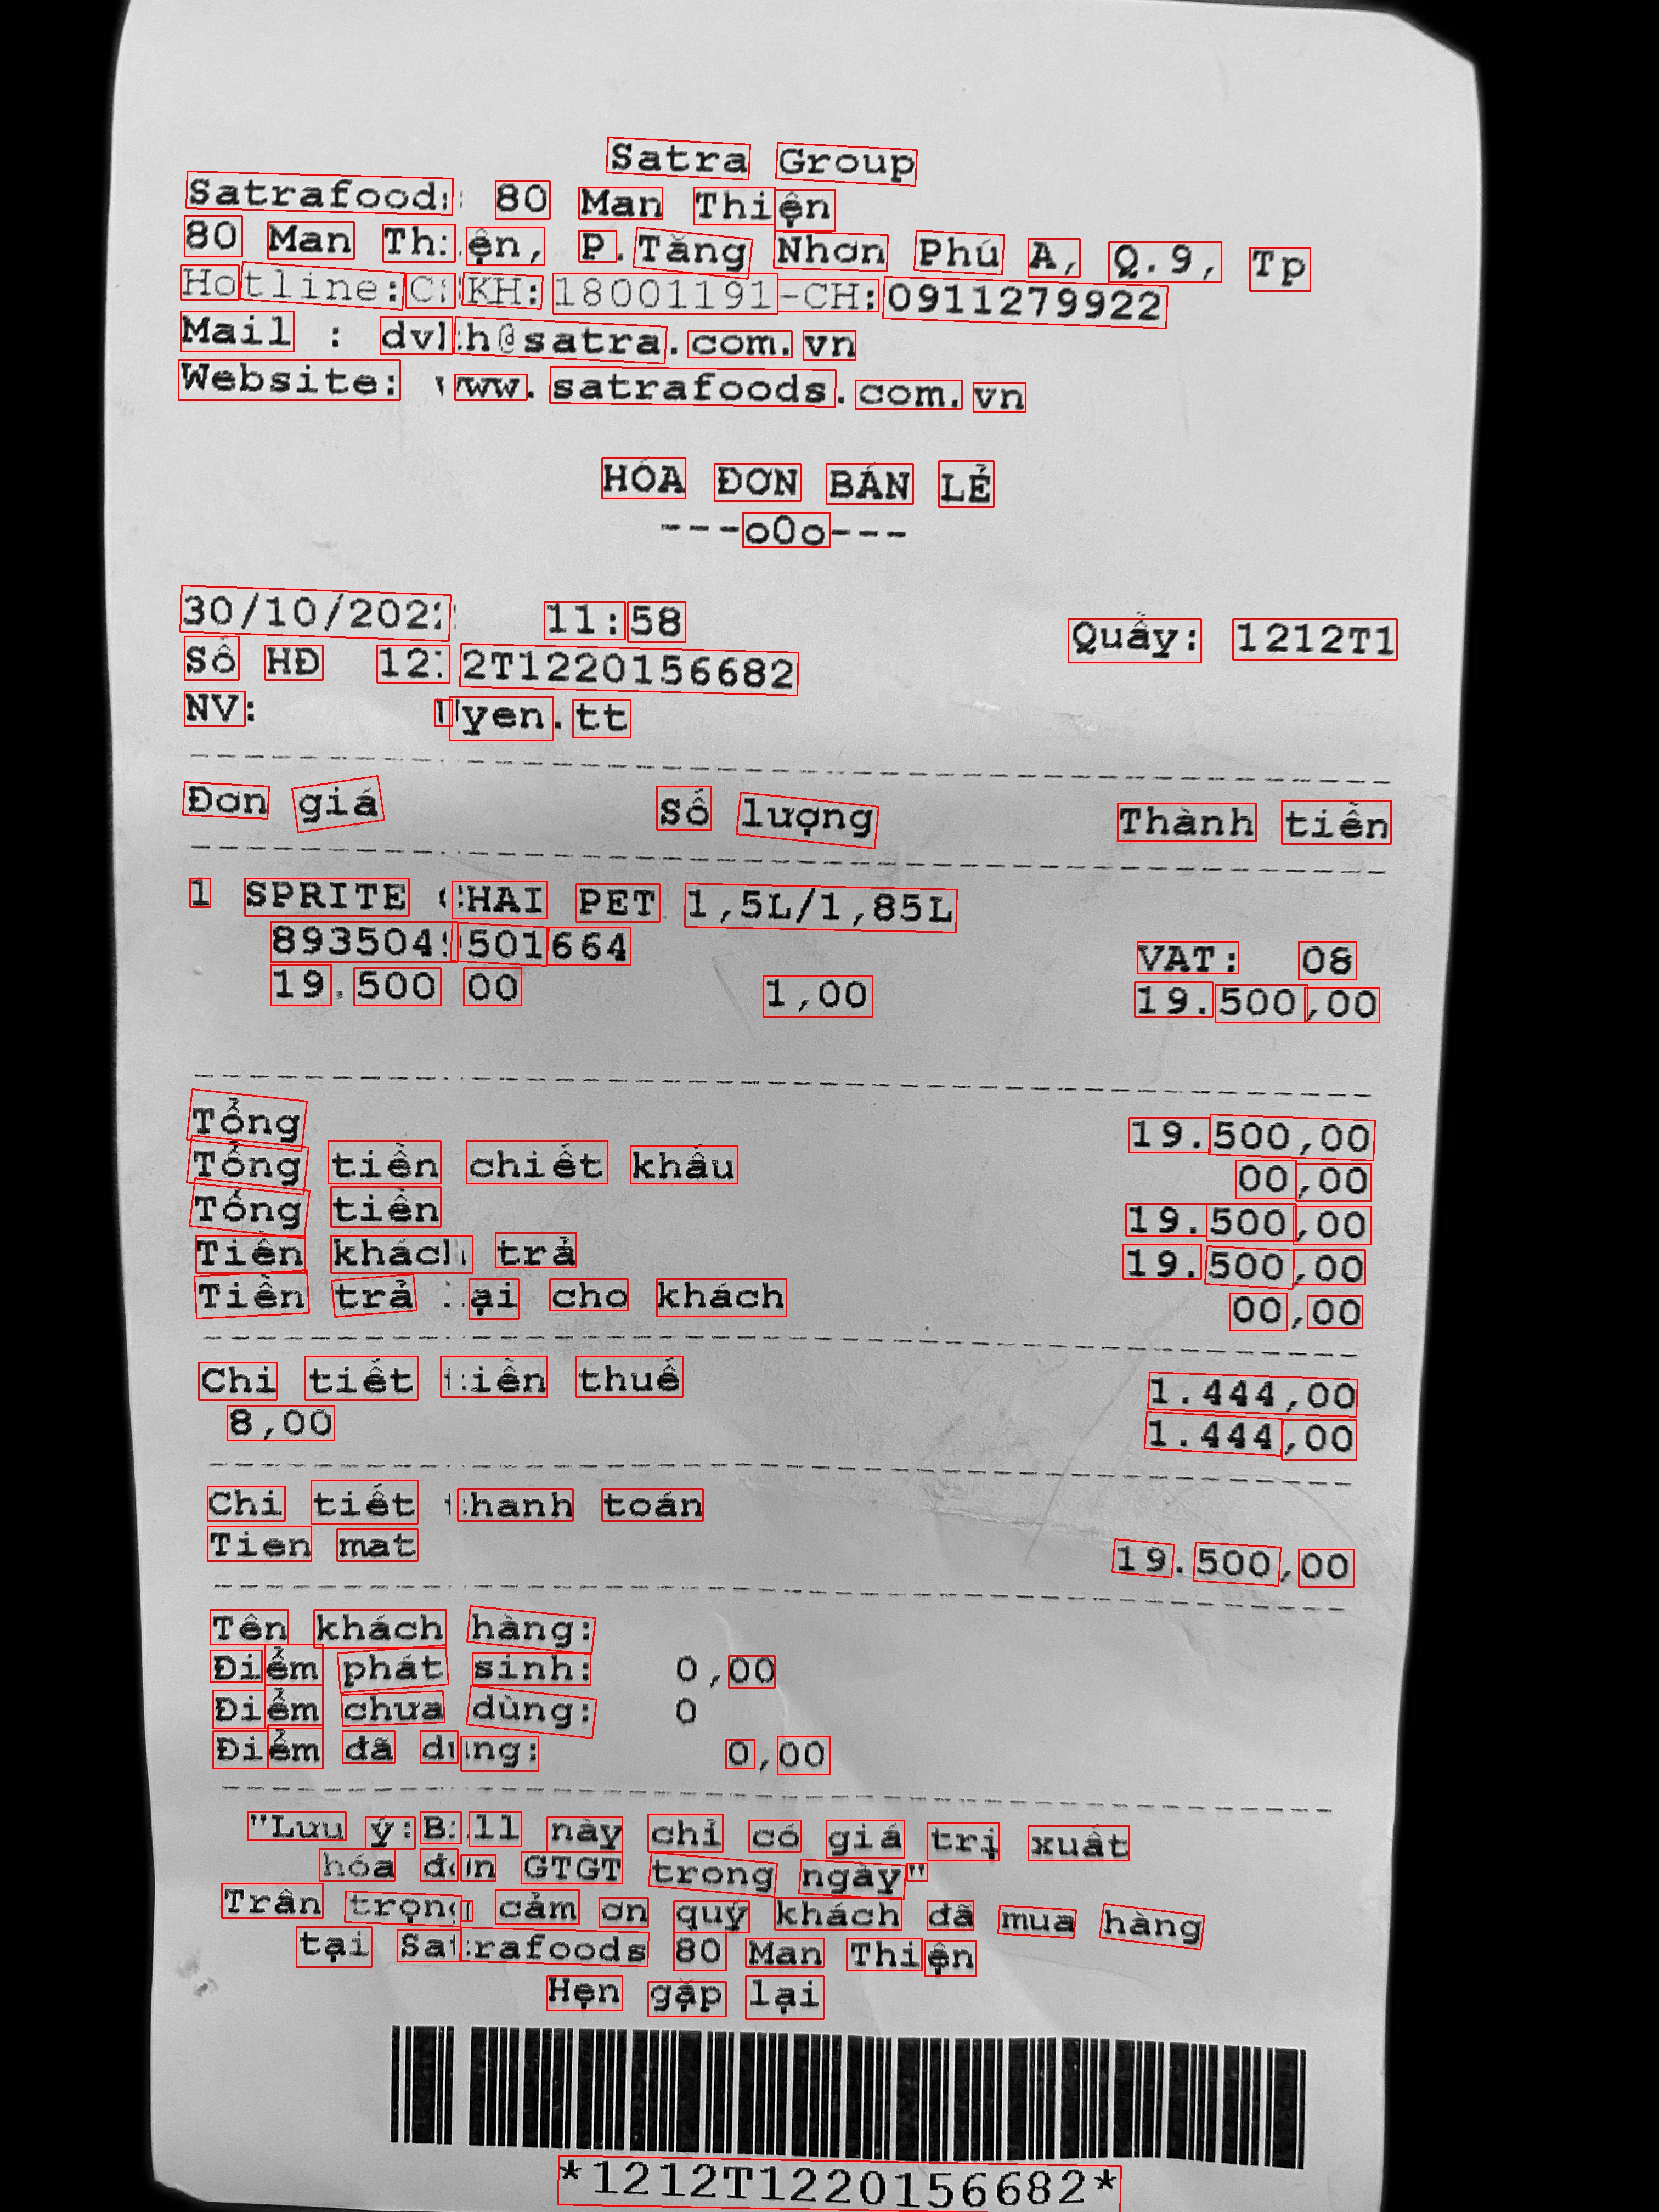 Satra Group
Satrafoods 80 Man Thiện
80 Man Thiện, P.Tăng Nhơn Phú A, Q.9, Tp
Hotline:CSKH:18001191-CH:0911279922
Mail : dvkh@satra.com.vn
Website: www.satrafoods.com.vn
HÓA ĐƠN BÁN LẺ
---oOo---
30/10/2022 11:58 Quầy: 1212T1
Số HĐ 1212T1220156682
NV: Uyen.tt
Đơn giá Số lượng Thành tiền
1 SPRITE CHAI PET 1,5L/1,85L
8935049501664 VAT: 08
19.500 00 1,00 19.500,00
Tổng 19.500,00
Tổng tiền chiết khấu 00,00
Tổng tiền 19.500,00
Tiền khách trả 19.500,00
Tiền trả lại cho khách 00,00
Chi tiết tiền thuế 1.444,00
8,00 1.444,00
Chi tiết thanh toán
Tien mat 19.500,00
Tên khách hàng:
Điểm phát sinh: 0,00
Điểm chưa dùng: 0
Điểm đã dùng: 0,00
"Lưu ý:Bill này chỉ có giá trị xuất
hóa đơn GTGT trong ngày"
Trân trọng cảm ơn quý khách đã mua hàng
tại Satrafoods 80 Man Thiện
Hẹn gặp lại
*1212T1220156682*